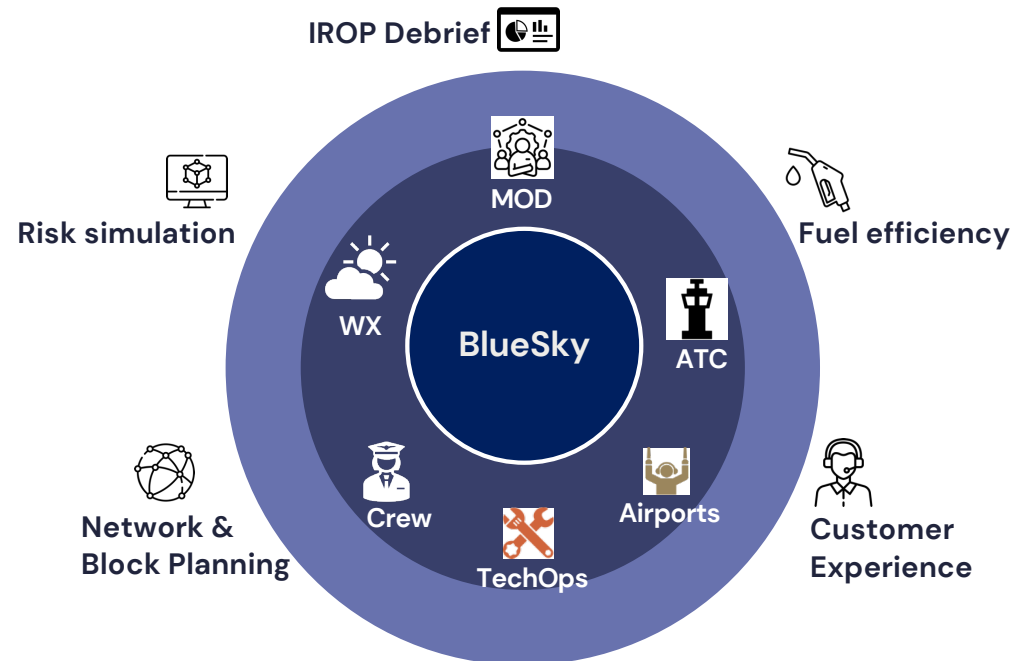 IROP Debrief
MOD
Risk simulation
Fuel efficiency
WX
BlueSky
ATC
Crew
Airports
Network &
Block Planning
TechOps
Customer
Experience